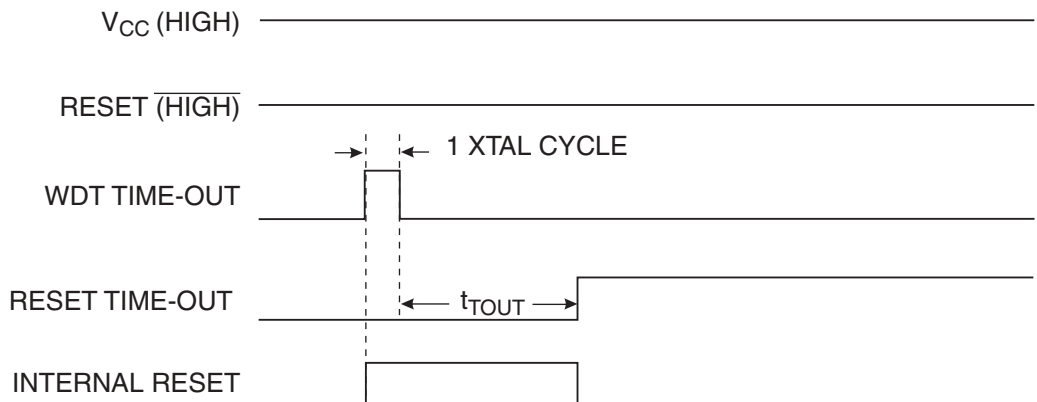 VCC (HIGH)
RESET (HIGH)
1 XTAL CYCLE
WDT TIME-OUT
RESET TIME-OUT
tTOUT
INTERNAL RESET